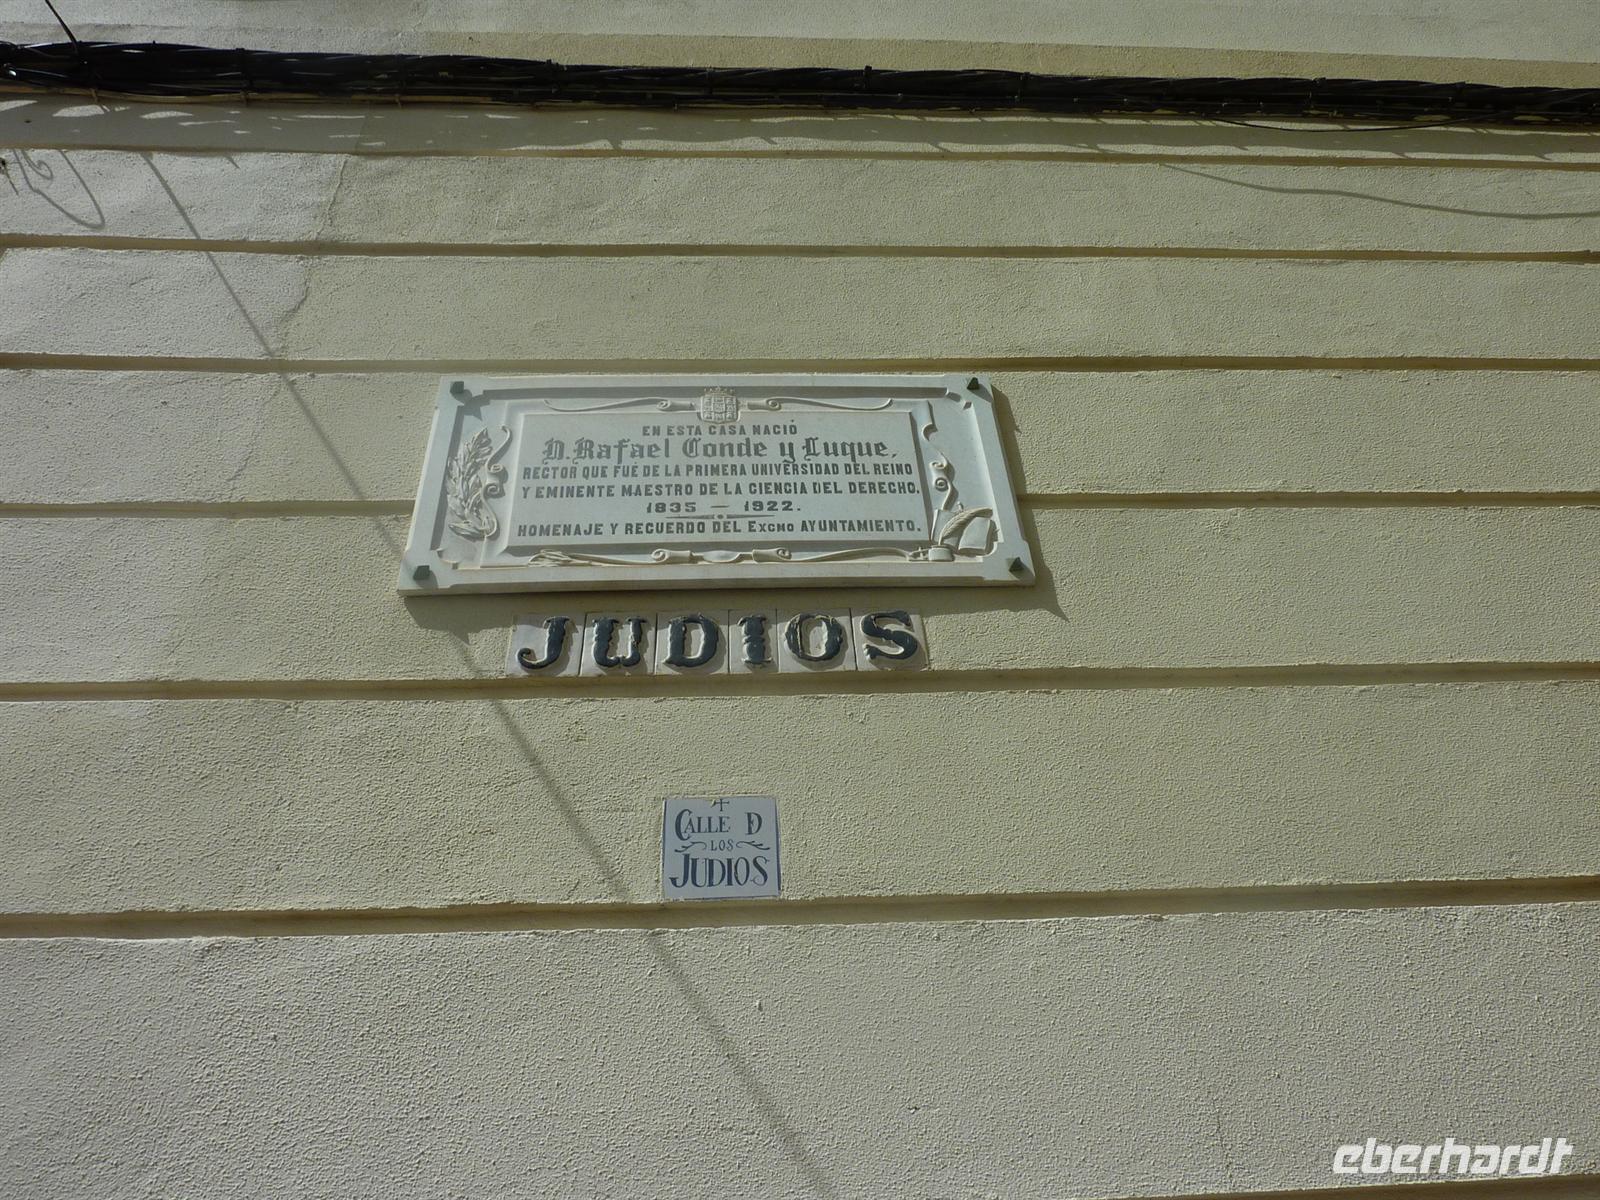 EN ESTA CASA NACIÓ
D. Rafael Conde y Luque,
RECTOR QUE FUÉ DE LA PRIMERA UNIVERSIDAD DEL REINO
Y EMINENTE MAESTRO DE LA CIENCIA DEL DERECHO.
1835 — 1922.
HOMENAJE Y RECUERDO DEL EXCMO AYUNTAMIENTO.
JUDIOS
CALLE D
LOS
JUDIOS
eberhardt